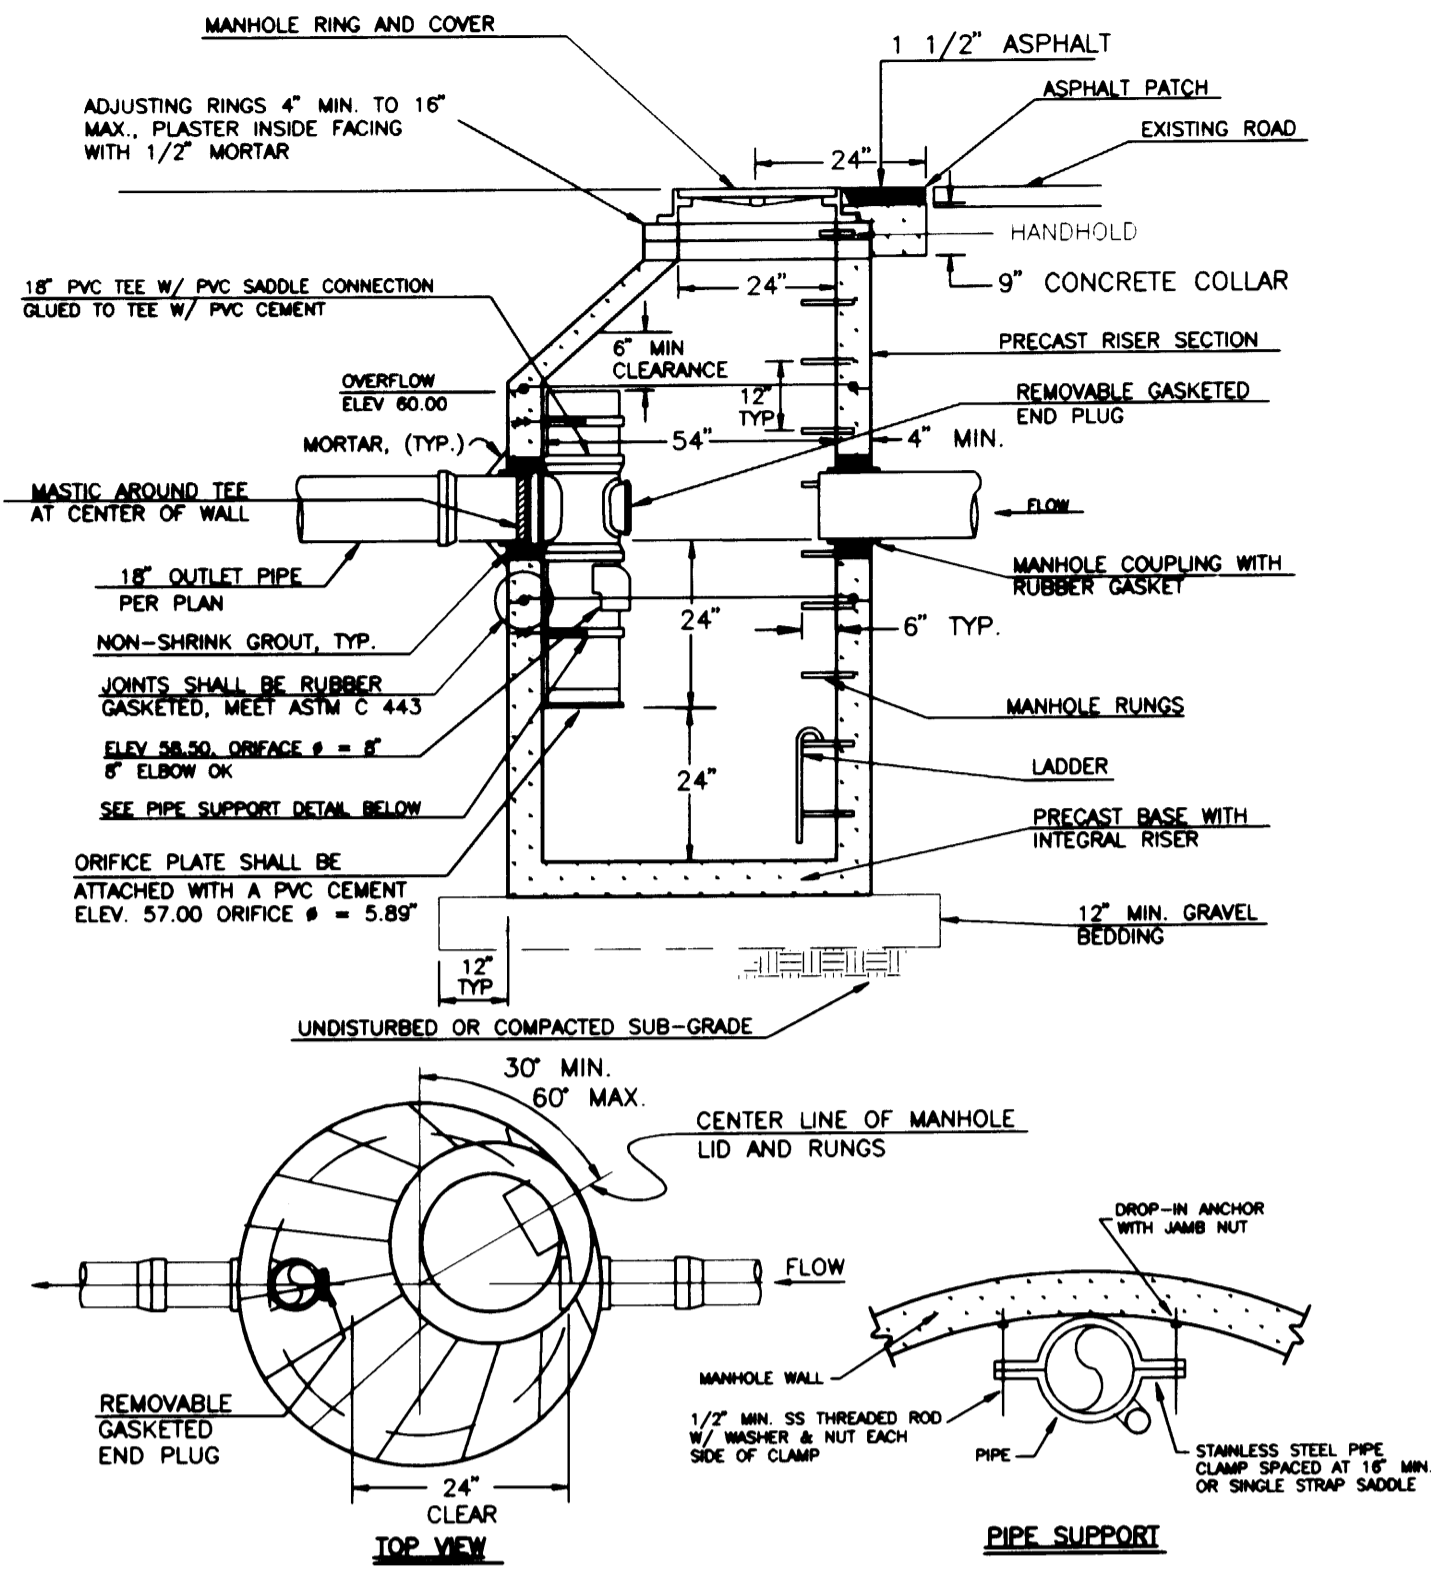 MANHOLE RING AND COVER
1 1/2" ASPHALT
ASPHALT PATCH
ADJUSTING RINGS 4" MIN. TO 16"
MAX., PLASTER INSIDE FACING
WITH 1/2" MORTAR
EXISTING ROAD
24"
HANDHOLD
9" CONCRETE COLLAR
24"
18" PVC TEE W/ PVC SADDLE CONNECTION
GLUED TO TEE W/ PVC CEMENT
6" MIN
CLEARANCE
PRECAST RISER SECTION
OVERFLOW
ELEV 60.00
12"
TYP
REMOVABLE GASKETED
END PLUG
MORTAR, (TYP.)
54"
4" MIN.
MASTIC AROUND TEE
AT CENTER OF WALL
FLOW
18" OUTLET PIPE
PER PLAN
MANHOLE COUPLING WITH
RUBBER GASKET
NON-SHRINK GROUT, TYP.
24"
6" TYP.
JOINTS SHALL BE RUBBER
GASKETED, MEET ASTM C 443
MANHOLE RUNGS
ELEV 58.50, ORIFACE ø = 8"
8" ELBOW OK
LADDER
24"
SEE PIPE SUPPORT DETAIL BELOW
PRECAST BASE WITH
INTEGRAL RISER
ORIFICE PLATE SHALL BE
ATTACHED WITH A PVC CEMENT
ELEV. 57.00 ORIFICE ø = 5.89"
12" MIN. GRAVEL
BEDDING
12"
TYP
UNDISTURBED OR COMPACTED SUB-GRADE
30° MIN.
60° MAX.
CENTER LINE OF MANHOLE
LID AND RUNGS
FLOW
REMOVABLE
GASKETED
END PLUG
24"
CLEAR
TOP VIEW
DROP-IN ANCHOR
WITH JAMB NUT
MANHOLE WALL
1/2" MIN. SS THREADED ROD
W/ WASHER & NUT EACH
SIDE OF CLAMP
PIPE
STAINLESS STEEL PIPE
CLAMP SPACED AT 16" MIN.
OR SINGLE STRAP SADDLE
PIPE SUPPORT